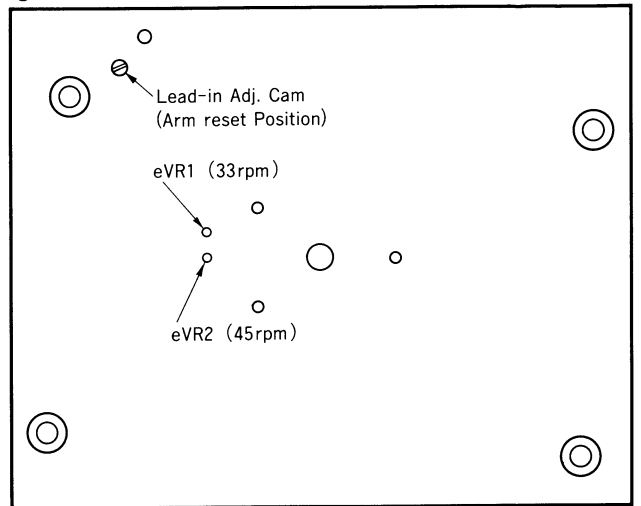 Lead-in Adj. Cam
(Arm reset Position)
eVR1 (33rpm)
eVR2 (45rpm)